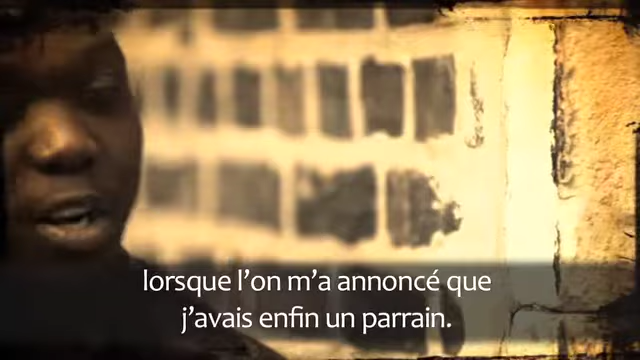 lorsque l’on m’a annoncé que
j’avais enfin un parrain.